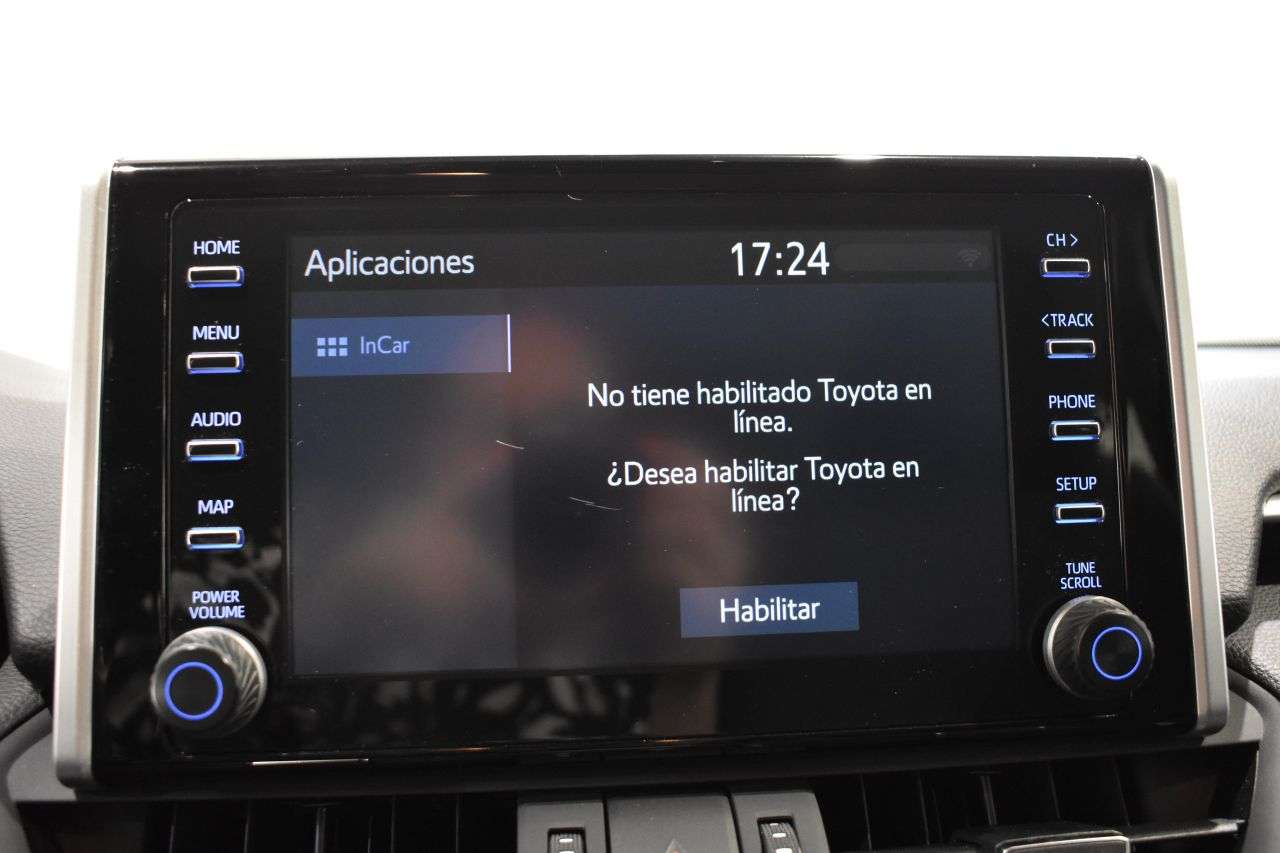 HOME
MENU
AUDIO
MAP
POWER
VOLUME
Aplicaciones
17:24
InCar
No tiene habilitado Toyota en
línea.
¿Desea habilitar Toyota en
línea?
Habilitar
CH >
<TRACK
PHONE
SETUP
TUNE
SCROLL